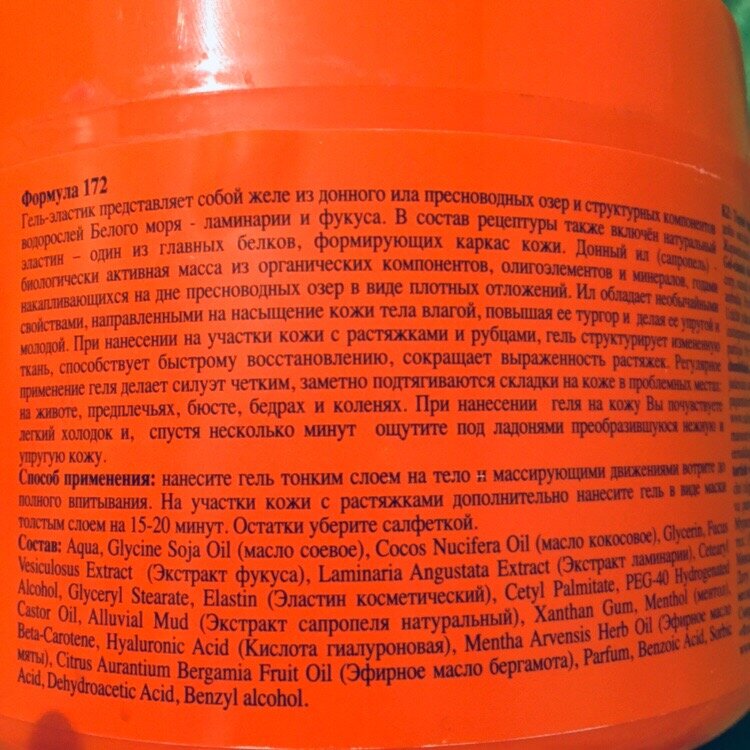 Формула 172
Гель-эластик представляет собой желе из донного ила пресноводных озер и структурных компонентов
водорослей Белого моря - ламинарии и фукуса. В состав рецептуры также включён натуральный
эластин – один из главных белков, формирующих каркас кожи. Донный ил (сапропель) -
биологически активная масса из органических компонентов, олигоэлементов и минералов, годами
накапливающихся на дне пресноводных озер в виде плотных отложений. Ил обладает необычайными
свойствами, направленными на насыщение кожи тела влагой, повышая ее тургор и делая ее упругой и
молодой. При нанесении на участки кожи с растяжками и рубцами, гель структурирует измененную
ткань, способствует быстрому восстановлению, сокращает выраженность растяжек. Регулярное
применение геля делает силуэт четким, заметно подтягиваются складки на коже в проблемных местах:
на животе, предплечьях, бюсте, бедрах и коленях. При нанесении геля на кожу Вы почувствуете
легкий холодок и, спустя несколько минут ощутите под ладонями преобразившуюся нежную и
упругую кожу.
Способ применения: нанесите гель тонким слоем на тело и массирующими движениями вотрите до
полного впитывания. На участки кожи с растяжками дополнительно нанесите гель в виде маски
толстым слоем на 15-20 минут. Остатки уберите салфеткой.
Состав: Aqua, Glycine Soja Oil (масло соевое), Cocos Nucifera Oil (масло кокосовое), Glycerin, Fucus
Vesiculosus Extract (Экстракт фукуса), Laminaria Angustata Extract (Экстракт ламинарии), Cetearyl
Alcohol, Glyceryl Stearate, Elastin (Эластин косметический), Cetyl Palmitate, PEG-40 Hydrogenated
Castor Oil, Alluvial Mud (Экстракт сапропеля натуральный), Xanthan Gum, Menthol (ментол),
Beta-Carotene, Hyaluronic Acid (Кислота гиалуроновая), Mentha Arvensis Herb Oil (Эфирное масло
мяты), Citrus Aurantium Bergamia Fruit Oil (Эфирное масло бергамота), Parfum, Benzoic Acid, Sorbic
Acid, Dehydroacetic Acid, Benzyl alcohol.